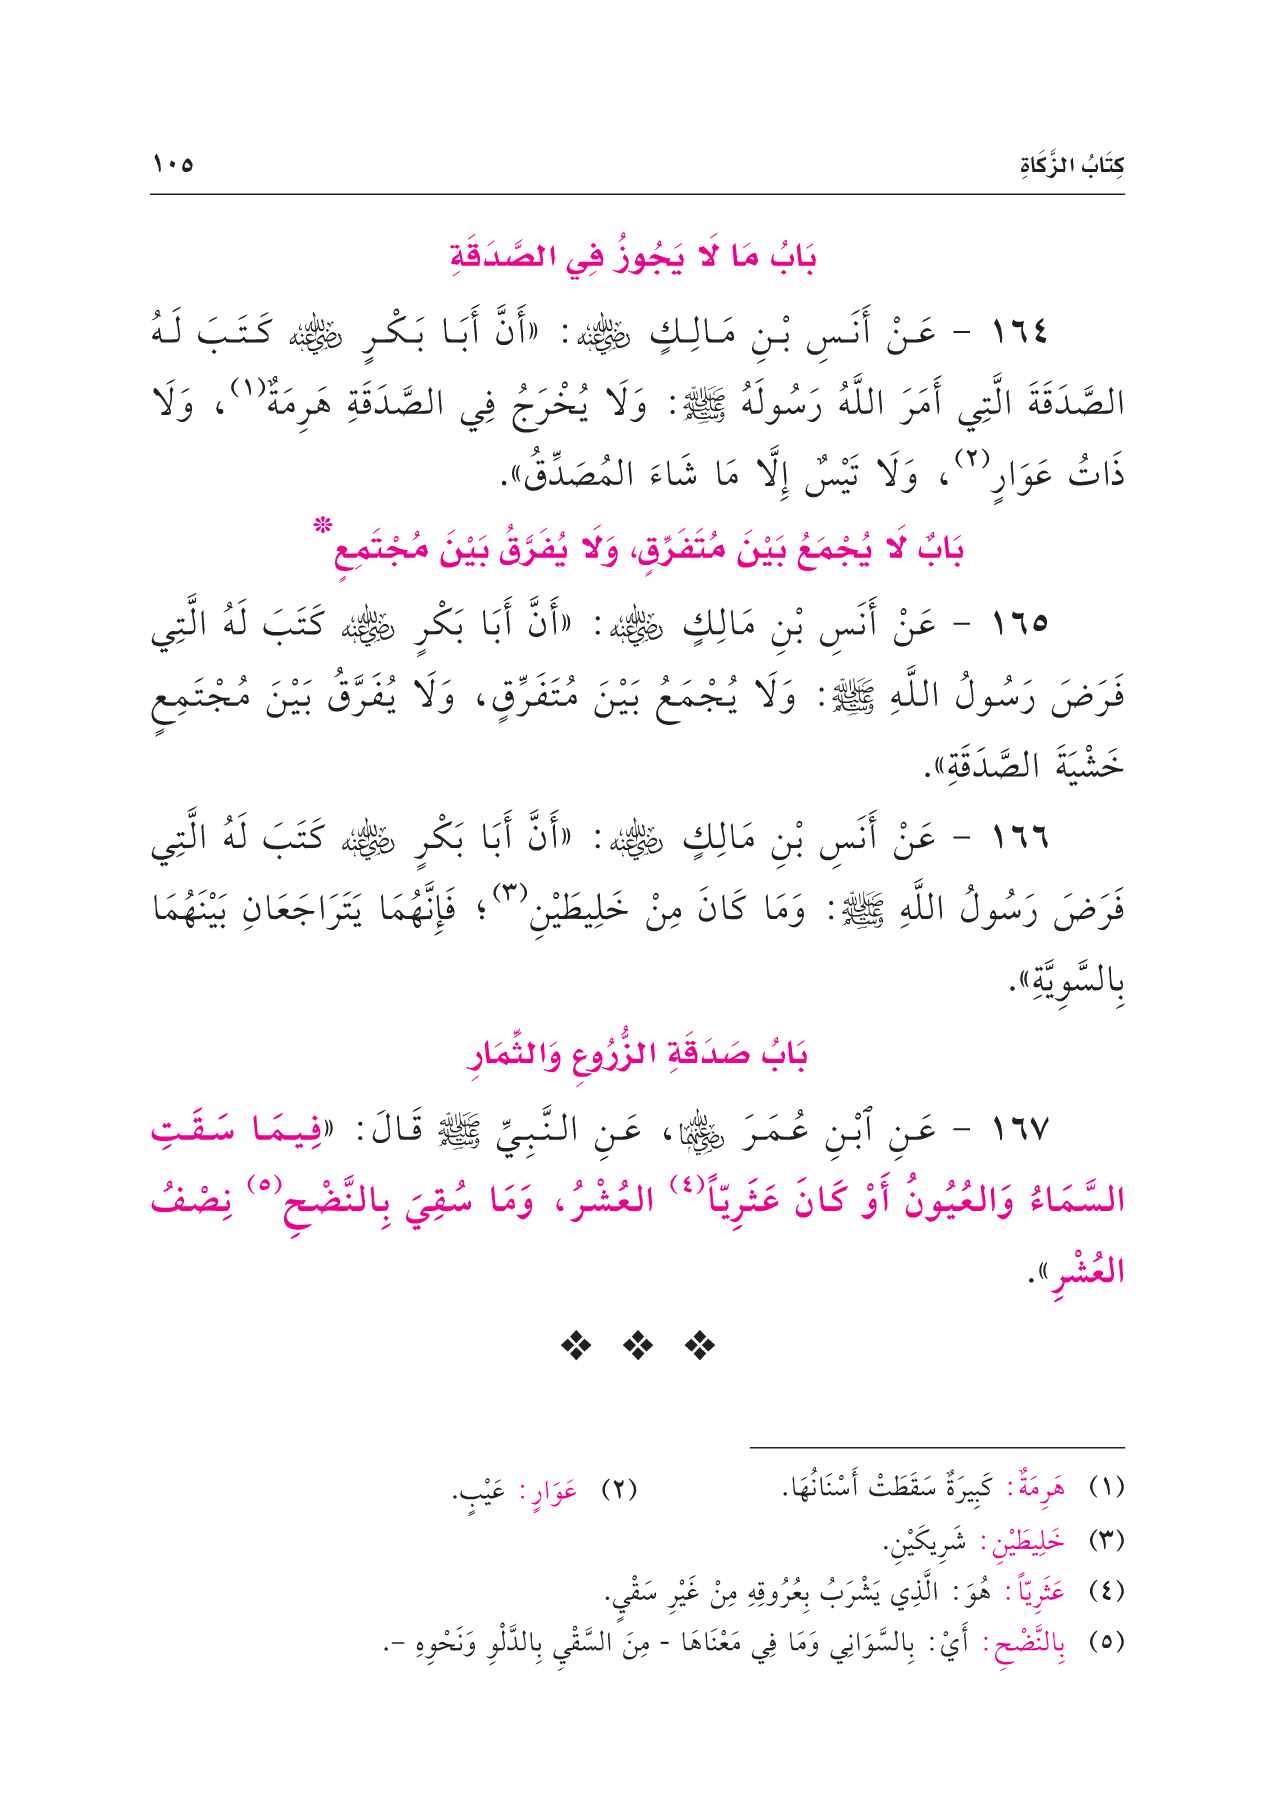 كِتَابُ الزَّكَاةِ ١٠٥
بَابُ مَا لَا يَجُوزُ فِي الصَّدَقَةِ
١٦٤ - عَنْ أَنَسِ بْنِ مَالِكٍ رضي الله عنه: «أَنَّ أَبَا بَكْرٍ رضي الله عنه كَتَبَ لَهُ
الصَّدَقَةَ الَّتِي أَمَرَ اللَّهُ رَسُولَهُ ﷺ: وَلَا يُخْرَجُ فِي الصَّدَقَةِ هَرِمَةٌ(١)، وَلَا
ذَاتُ عَوَارٍ(٢)، وَلَا تَيْسٌ إِلَّا مَا شَاءَ المُصَدِّقُ».
بَابٌ لَا يُجْمَعُ بَيْنَ مُتَفَرِّقٍ، وَلَا يُفَرَّقُ بَيْنَ مُجْتَمِعٍ*
١٦٥ - عَنْ أَنَسِ بْنِ مَالِكٍ رضي الله عنه: «أَنَّ أَبَا بَكْرٍ رضي الله عنه كَتَبَ لَهُ الَّتِي
فَرَضَ رَسُولُ اللَّهِ ﷺ: وَلَا يُجْمَعُ بَيْنَ مُتَفَرِّقٍ، وَلَا يُفَرَّقُ بَيْنَ مُجْتَمِعٍ
خَشْيَةَ الصَّدَقَةِ».
١٦٦ - عَنْ أَنَسِ بْنِ مَالِكٍ رضي الله عنه: «أَنَّ أَبَا بَكْرٍ رضي الله عنه كَتَبَ لَهُ الَّتِي
فَرَضَ رَسُولُ اللَّهِ ﷺ: وَمَا كَانَ مِنْ خَلِيطَيْنِ(٣)؛ فَإِنَّهُمَا يَتَرَاجَعَانِ بَيْنَهُمَا
بِالسَّوِيَّةِ».
بَابُ صَدَقَةِ الزُّرُوعِ وَالثِّمَارِ
١٦٧ - عَنِ ٱبْنِ عُمَرَ رضي الله عنهما، عَنِ النَّبِيِّ ﷺ قَالَ: «فِيمَا سَقَتِ
السَّمَاءُ وَالعُيُونُ أَوْ كَانَ عَثَرِيّاً(٤) العُشْرُ، وَمَا سُقِيَ بِالنَّضْحِ(٥) نِصْفُ
العُشْرِ».
(١) هَرِمَةٌ: كَبِيرَةٌ سَقَطَتْ أَسْنَانُهَا. (٢) عَوَارٍ: عَيْبٍ.
(٣) خَلِيطَيْنِ: شَرِيكَيْنِ.
(٤) عَثَرِيّاً: هُوَ: الَّذِي يَشْرَبُ بِعُرُوقِهِ مِنْ غَيْرِ سَقْيٍ.
(٥) بِالنَّضْحِ: أَيْ: بِالسَّوَانِي وَمَا فِي مَعْنَاهَا - مِنَ السَّقْيِ بِالدَّلْوِ وَنَحْوِهِ -.